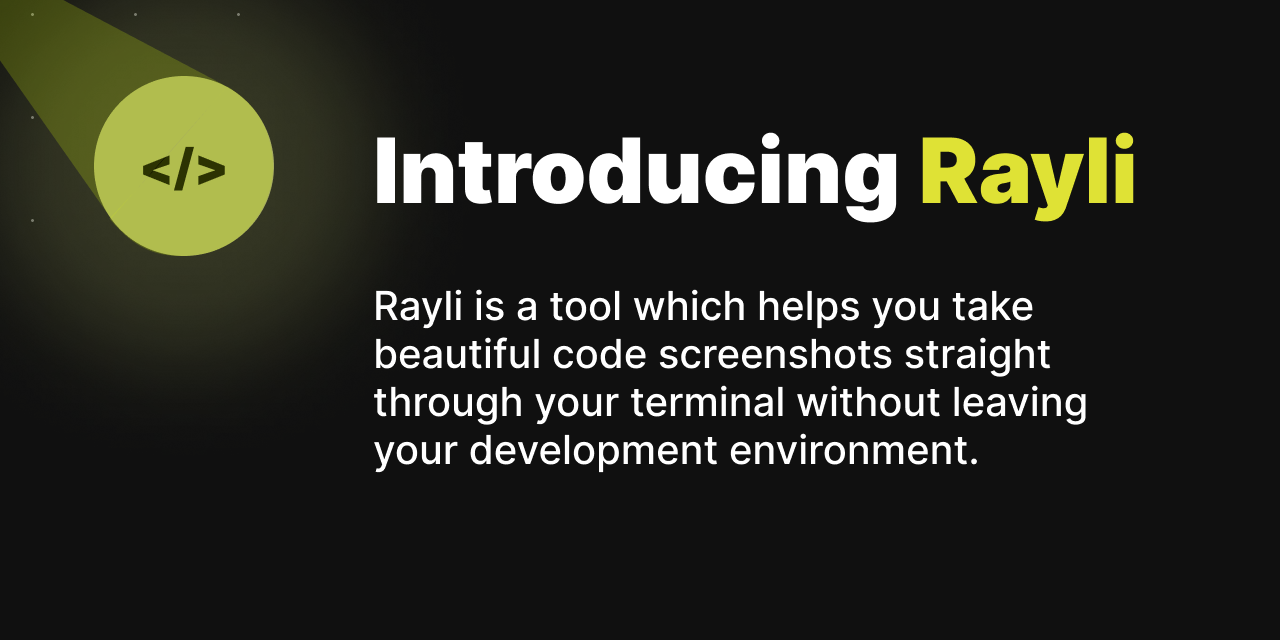 </>
Introducing Rayli
Rayli is a tool which helps you take
beautiful code screenshots straight
through your terminal without leaving
your development environment.